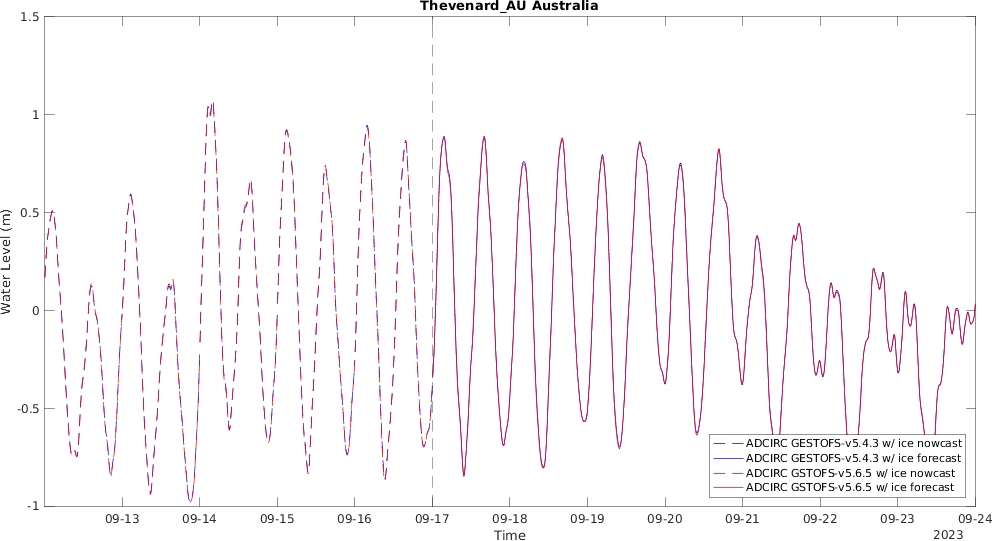 Thevenard_AU Australia
1.5
1
0.5
0
-0.5
-1
Water Level (m)
09-13 09-14 09-15 09-16 09-17 09-18 09-19 09-20 09-21 09-22 09-23 09-24
Time
2023
ADCIRC GESTOFS-v5.4.3 w/ ice nowcast
ADCIRC GESTOFS-v5.4.3 w/ ice forecast
ADCIRC GSTOFS-v5.6.5 w/ ice nowcast
ADCIRC GSTOFS-v5.6.5 w/ ice forecast